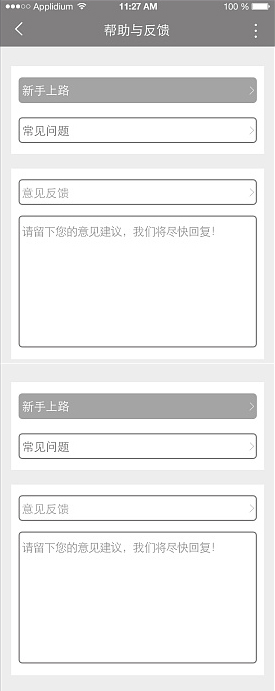 Applidium 11:27 AM 100 %
帮助与反馈
新手上路
常见问题
意见反馈
请留下您的意见建议，我们将尽快回复！
新手上路
常见问题
意见反馈
请留下您的意见建议，我们将尽快回复！